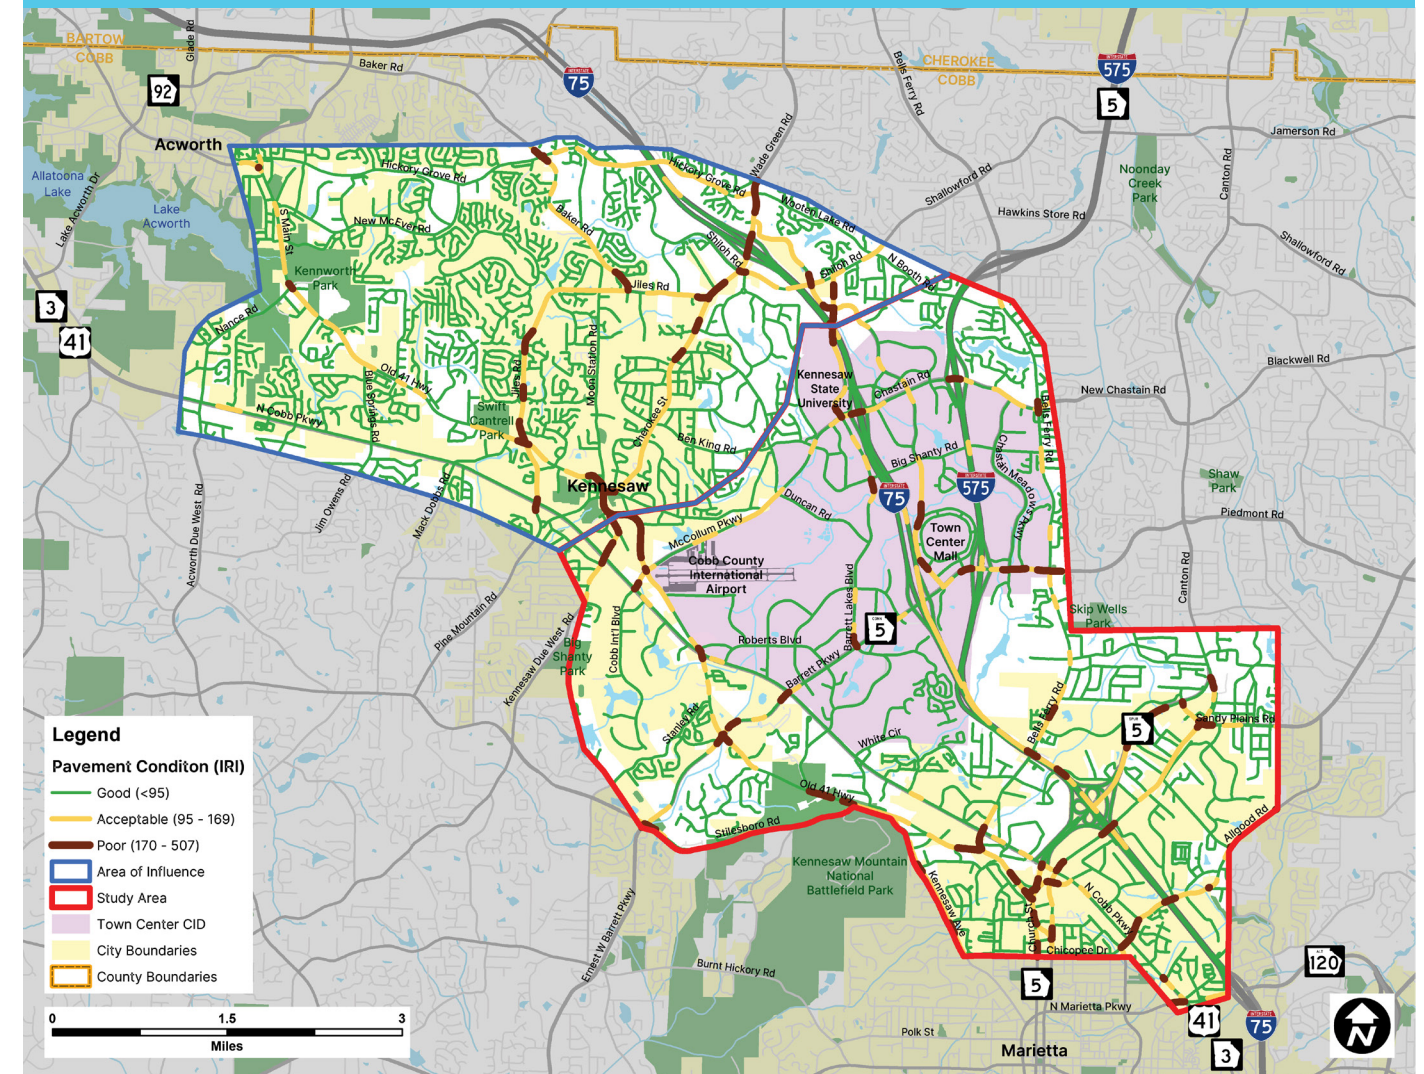 BARTOW
COBB
Glade Rd
Baker Rd
75
Bells Ferry Rd
CHEROKEE
COBB
575
5
92
Acworth
Jamerson Rd
Wade Green Rd
Hickory Grove Rd
Hickory Grove Rd
Allatoona
Lake
Lake Acworth Dr
Lake
Acworth
Shallowford Rd
Noonday
Creek
Park
Canton Rd
S Main St
New McEver Rd
Baker Rd
Wooten Lake Rd
Hawkins Store Rd
Shiloh Rd
Shiloh Rd
N Booth Rd
Shallowford Rd
Kennworth
Park
Jiles Rd
3
41
Nance Rd
Moon Station Rd
Blackwell Rd
Old 41 Hwy
Blue Springs Rd
Jiles Rd
Kennesaw
State
University
Chastain Rd
New Chastain Rd
N Cobb Pkwy
Swift
Cantrell
Park
Cherokee St
Ben King Rd
Bells Ferry Rd
Big Shanty Rd
Chastain Meadows Pkwy
Shaw
Park
Piedmont Rd
Kennesaw
75
575
Duncan Rd
Acworth Due West Rd
Jim Owens Rd
Mack Dobbs Rd
McCollum Pkwy
Town
Center
Mall
Cobb County
International
Airport
Canton Rd
Barrett Lakes Blvd
Pine Mountain Rd
Kennesaw Due West Rd
Big
Shanty
Park
Cobb Int'l Blvd
Roberts Blvd
CONN
5
Skip Wells
Park
Barrett Pkwy
Stanley Rd
White Cir
Bells Ferry Rd
SPUR
5
Sandy Plains Rd
Old 41 Hwy
Stilesboro Rd
Allgood Rd
Kennesaw Mountain
National
Battlefield Park
Kennesaw Ave
Church St
N Cobb Pkwy
Chicopee Dr
Ernest W Barrett Pkwy
Burnt Hickory Rd
5
ALT
120
N Marietta Pkwy
Polk St
Marietta
41
3
INTERSTATE
75
Legend
Pavement Conditon (IRI)
Good (<95)
Acceptable (95 - 169)
Poor (170 - 507)
Area of Influence
Study Area
Town Center CID
City Boundaries
County Boundaries
0 1.5 3
Miles
N